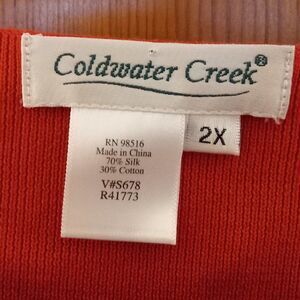 Coldwater Creek®
2X
RN 98516
Made in China
70% Silk
30% Cotton
V#S678
R41773